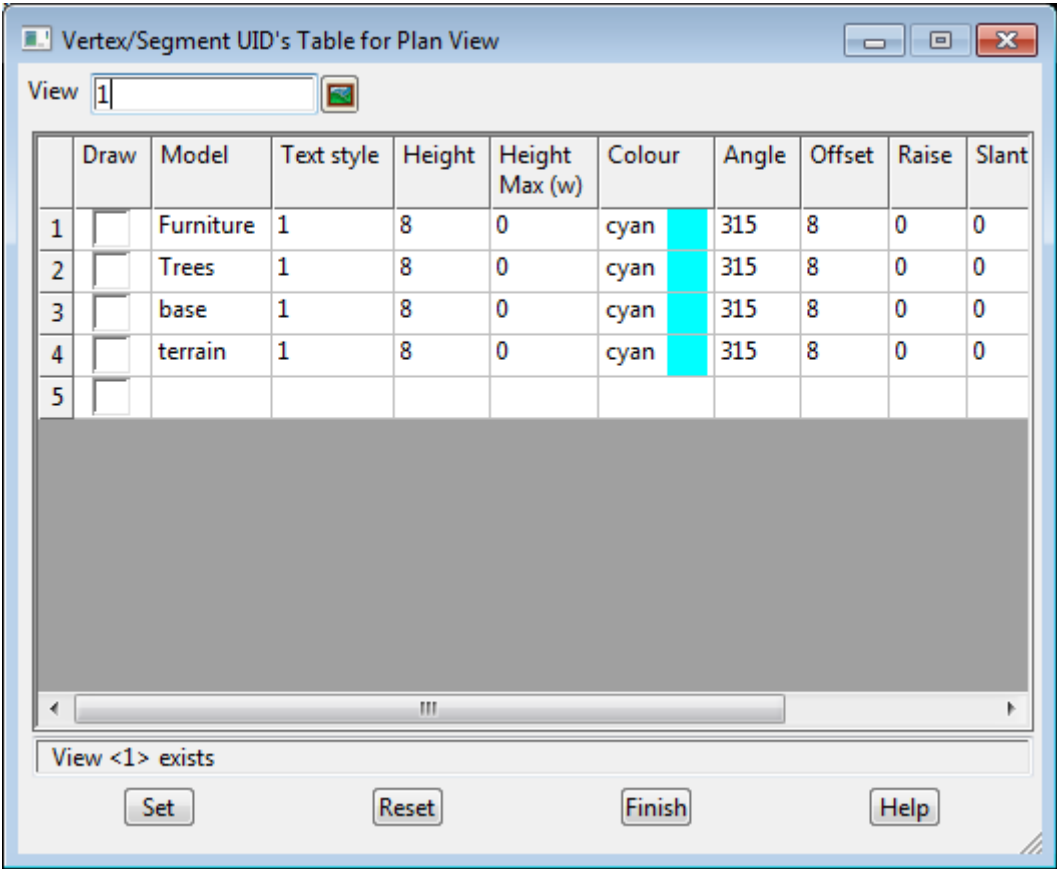 Vertex/Segment UID's Table for Plan View
View 1
Draw Model Text style Height Height Max (w) Colour Angle Offset Raise Slant
1 Furniture 1 8 0 cyan 315 8 0 0
2 Trees 1 8 0 cyan 315 8 0 0
3 base 1 8 0 cyan 315 8 0 0
4 terrain 1 8 0 cyan 315 8 0 0
5
View <1> exists
Set Reset Finish Help